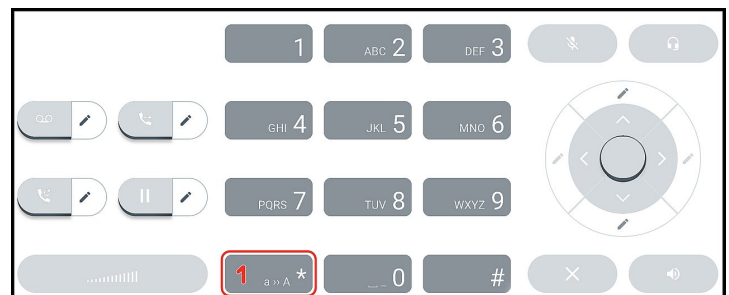 1
ABC 2
DEF 3
GHI 4
JKL 5
MNO 6
PQRS 7
TUV 8
WXYZ 9
1
a » A *
_ 0
#